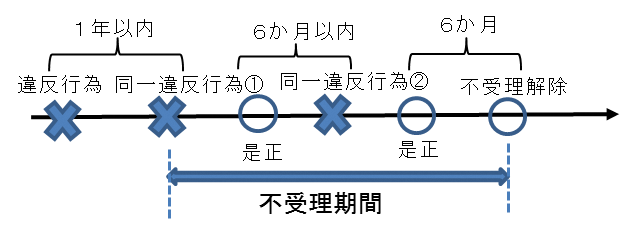 １年以内
６か月以内
６か月
違反行為
同一違反行為①
同一違反行為②
不受理解除
是正
是正
不受理期間